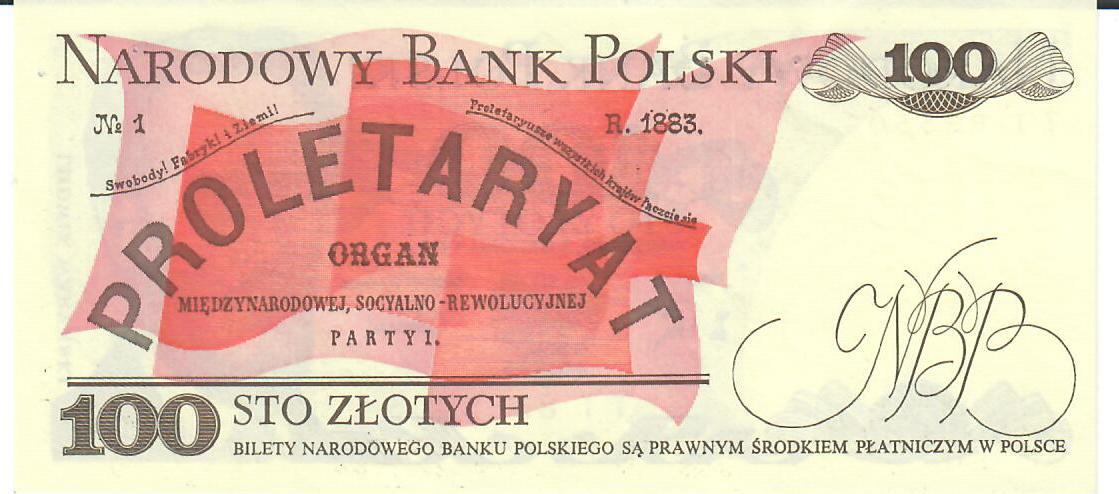 NARODOWY BANK POLSKI
100
№ 1
R. 1883.
Swobody! Fabryki i Ziemi!
Proletaryusze wszystkich krajów łączcie się
PROLETARYAT
ORGAN
MIĘDZYNARODOWEJ, SOCYALNO-REWOLUCYJNEJ
PARTYI.
NBP
100 STO ZŁOTYCH
BILETY NARODOWEGO BANKU POLSKIEGO SĄ PRAWNYM ŚRODKIEM PŁATNICZYM W POLSCE